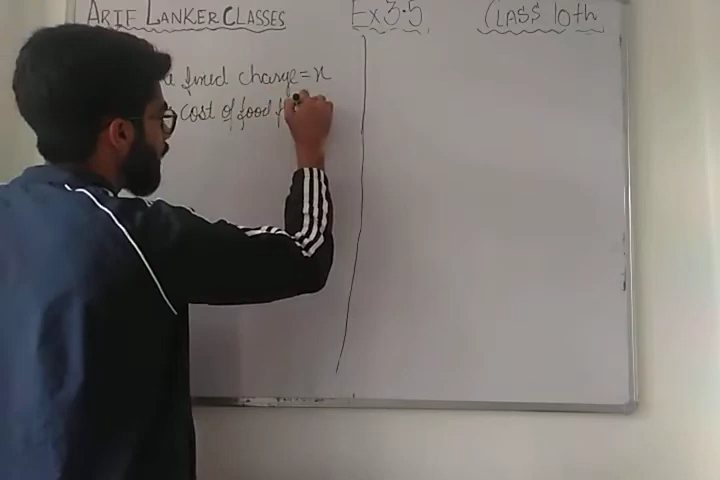 ARIF LANKER CLASSES Ex 3.5 CLASS 10th
fixed charge = x
cost of food